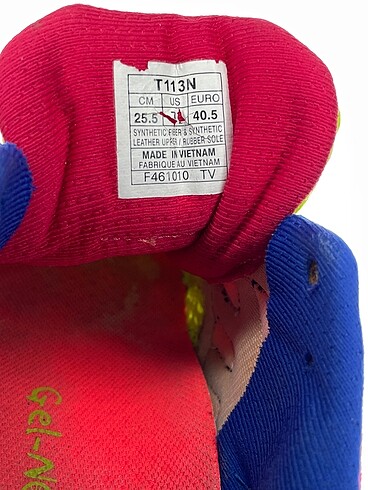 T113N
CM US EURO
25.5 40.5
SYNTHETIC FIBER & SYNTHETIC
LEATHER UPPER / RUBBER SOLE
MADE IN VIETNAM
FABRIQUE AU VIETNAM
F461010 TV
Gel-No